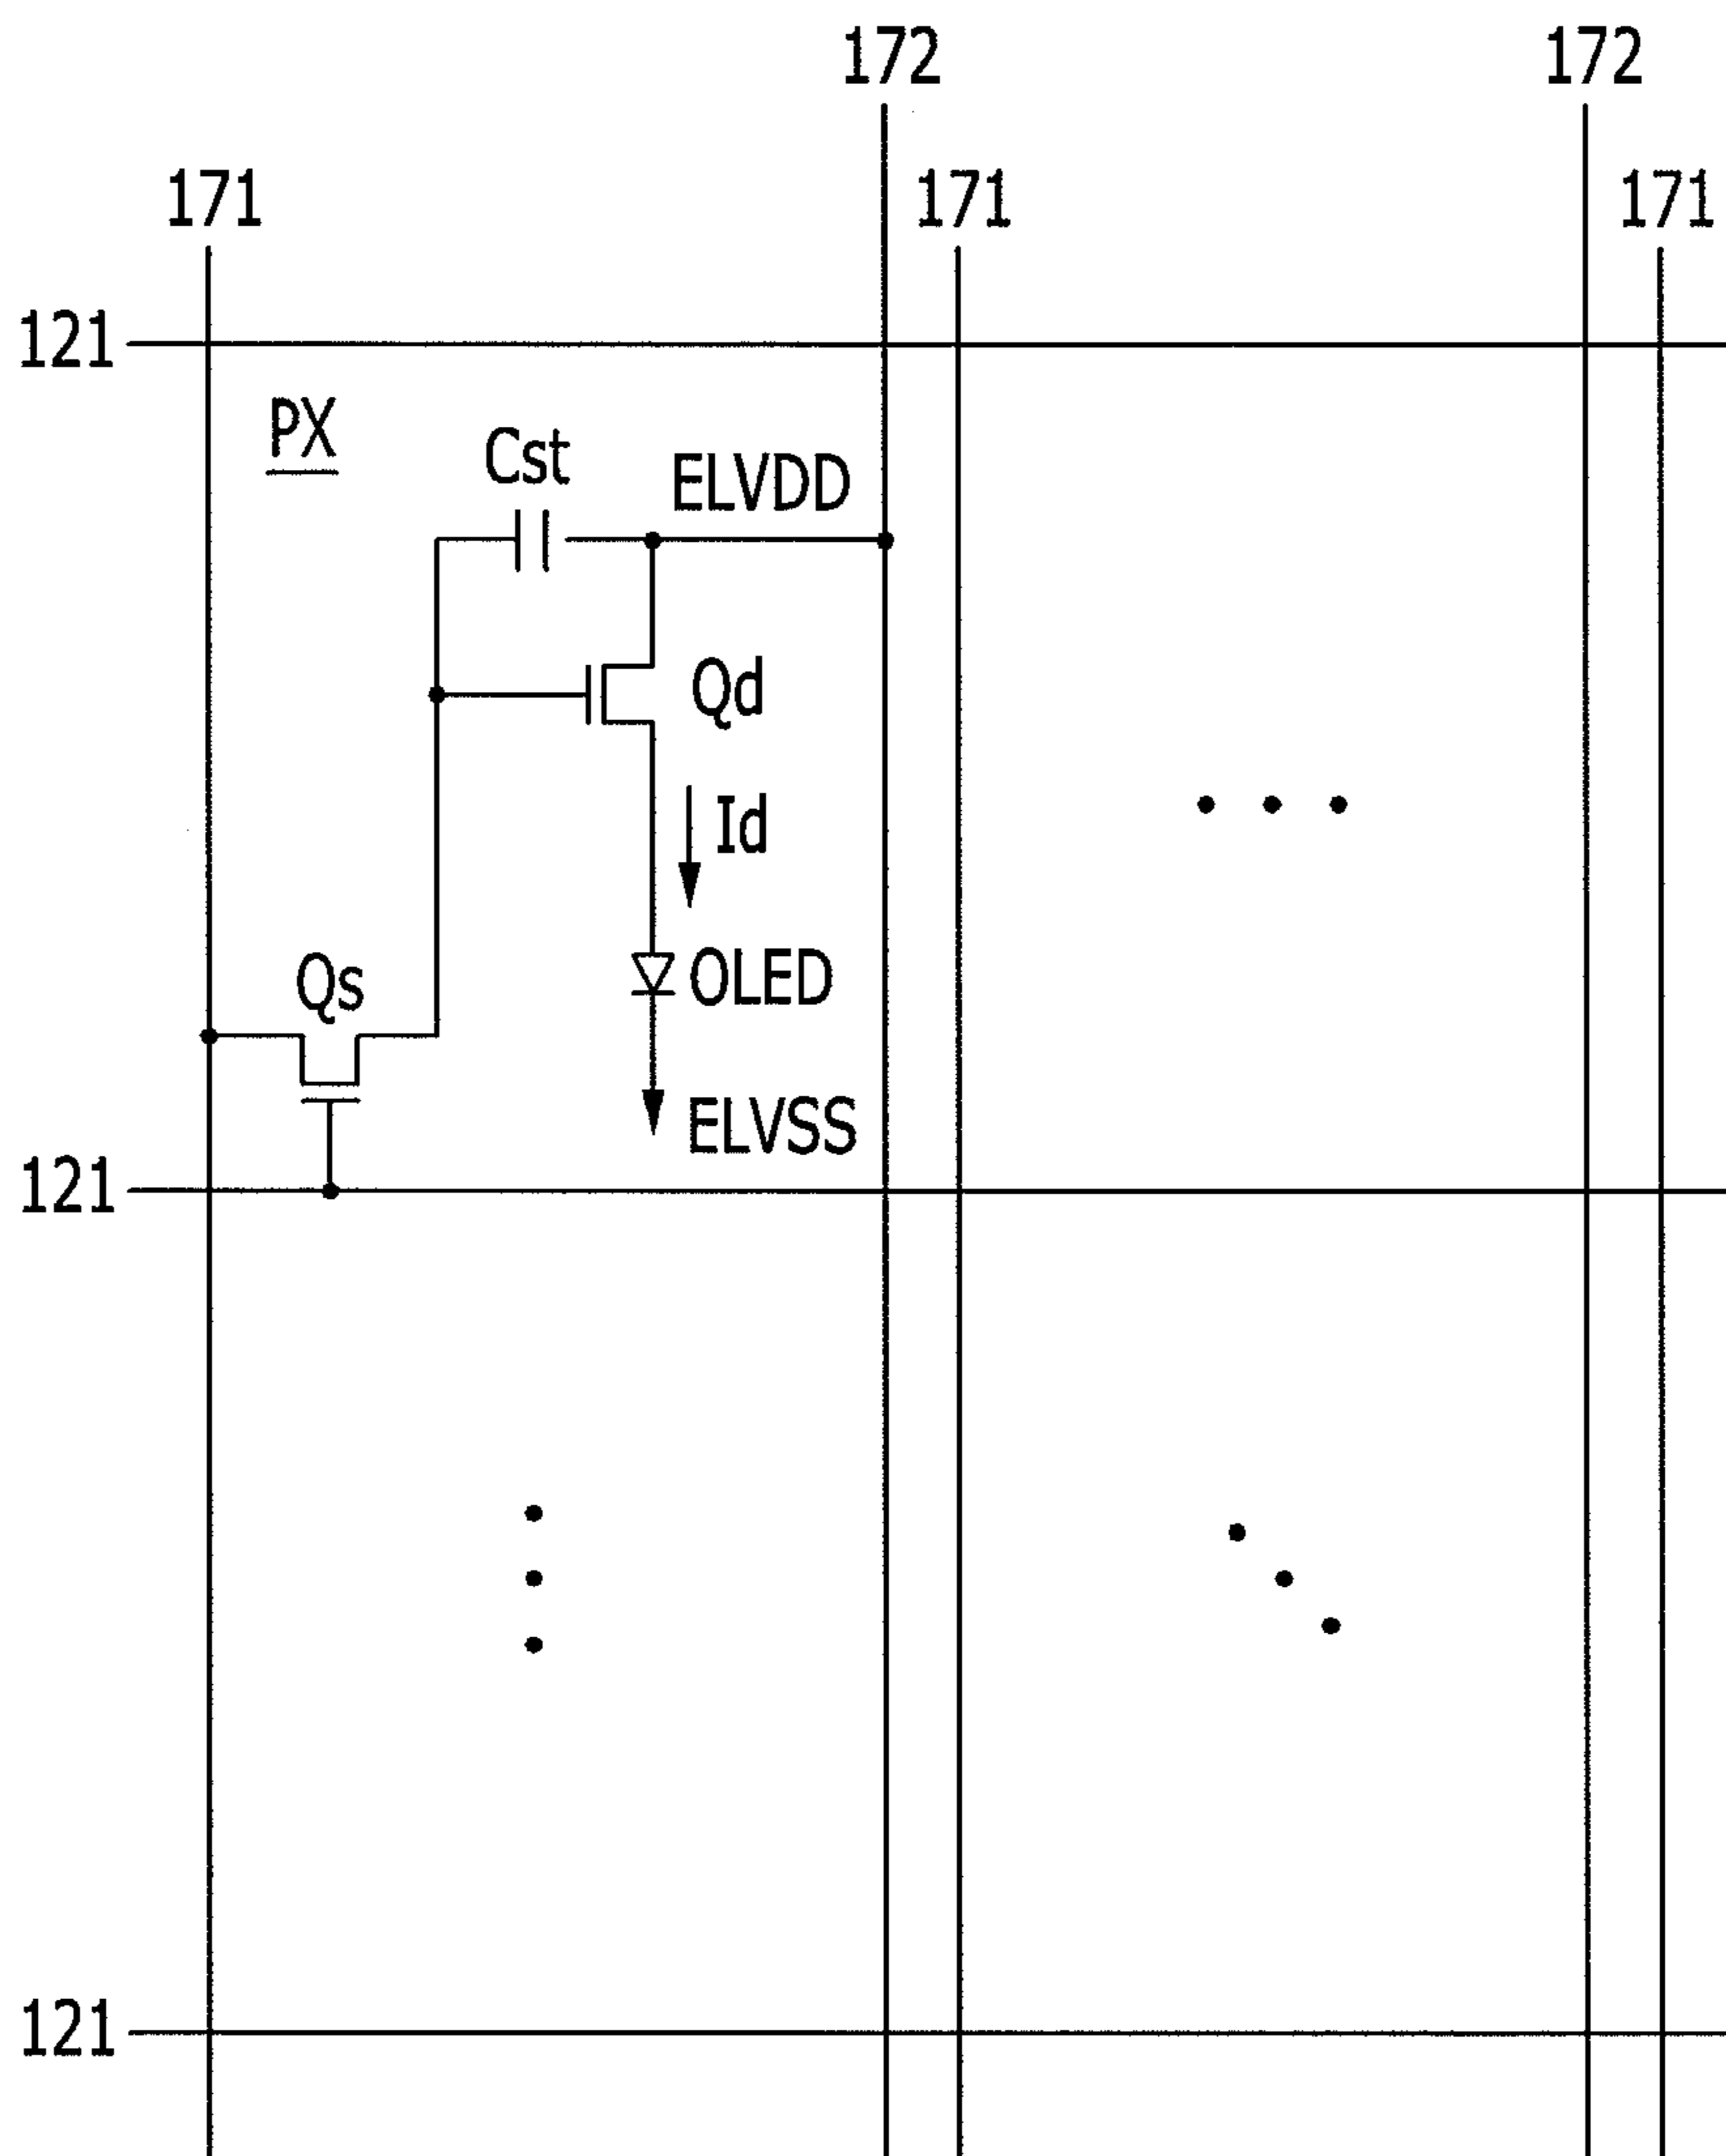 172 172
171 171 171
121
PX
Cst
ELVDD
Qd
Id
OLED
Qs
ELVSS
121
121